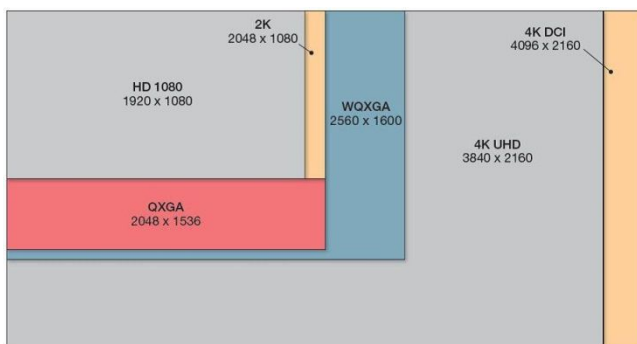 2K
2048 x 1080
4K DCI
4096 x 2160
HD 1080
1920 x 1080
WQXGA
2560 x 1600
4K UHD
3840 x 2160
QXGA
2048 x 1536